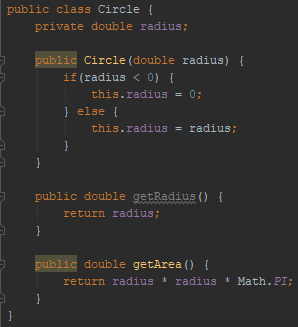 public class Circle {
    private double radius;
    public Circle(double radius) {
        if(radius < 0) {
            this.radius = 0;
        } else {
            this.radius = radius;
        }
    }
    public double getRadius() {
        return radius;
    }
    public double getArea() {
        return radius * radius * Math.PI;
    }
}